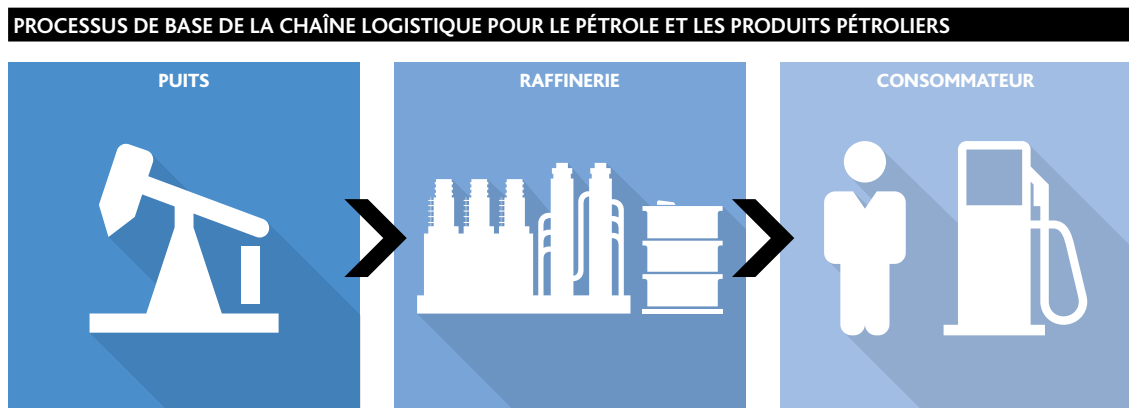 PROCESSUS DE BASE DE LA CHAÎNE LOGISTIQUE POUR LE PÉTROLE ET LES PRODUITS PÉTROLIERS
PUITS
RAFFINERIE
CONSOMMATEUR